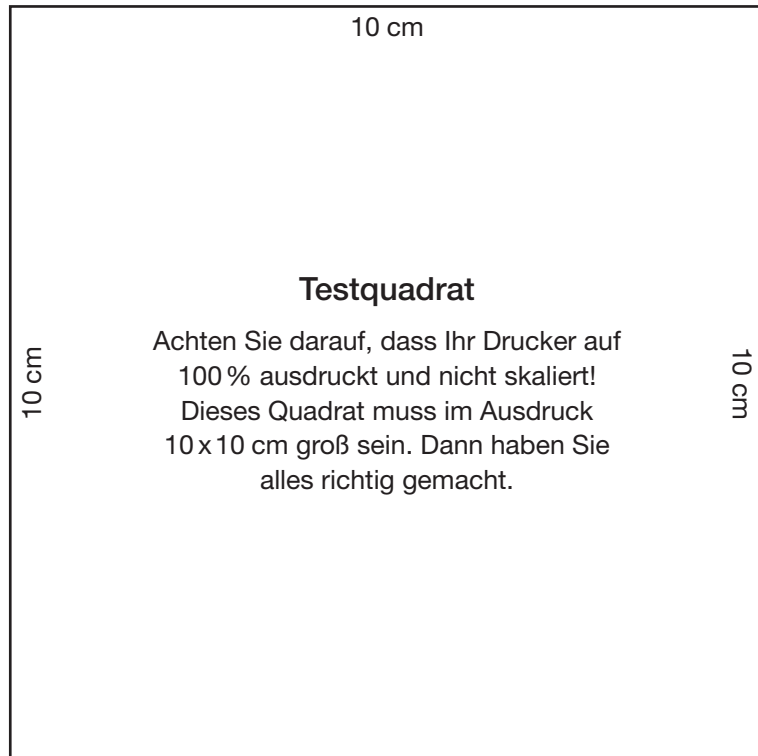 10 cm
Testquadrat
Achten Sie darauf, dass Ihr Drucker auf
100 % ausdruckt und nicht skaliert!
Dieses Quadrat muss im Ausdruck
10 x 10 cm groß sein. Dann haben Sie
alles richtig gemacht.
10 cm
10 cm